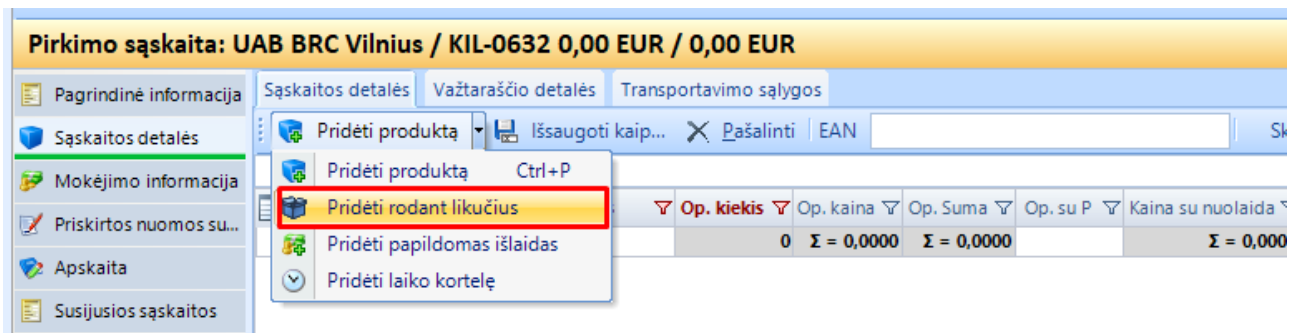 Pirkimo sąskaita: UAB BRC Vilnius / KIL-0632 0,00 EUR / 0,00 EUR
Pagrindinė informacija
Sąskaitos detalės
Mokėjimo informacija
Priskirtos nuomos su...
Apskaita
Susijusios sąskaitos
Sąskaitos detalės Važtaraščio detalės Transportavimo sąlygos
Pridėti produktą Išsaugoti kaip... Pašalinti EAN
Pridėti produktą Ctrl+P
Pridėti rodant likučius
Pridėti papildomas išlaidas
Pridėti laiko kortelę
Op. kiekis Op. kaina Op. Suma Op. su P Kaina su nuolaida
0 Σ = 0,0000 Σ = 0,0000 Σ = 0,000